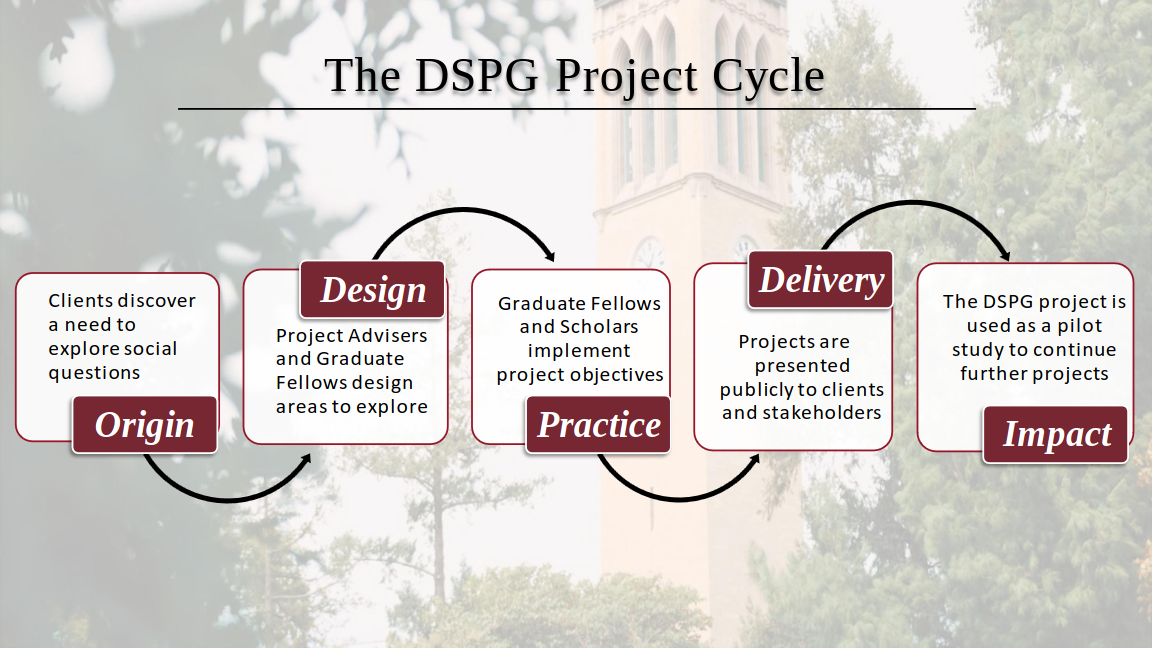 The DSPG Project Cycle
Clients discover
a need to
explore social
questions
Origin
Design
Project Advisers
and Graduate
Fellows design
areas to explore
Graduate Fellows
and Scholars
implement
project objectives
Practice
Delivery
Projects are
presented
publicly to clients
and stakeholders
The DSPG project is
used as a pilot
study to continue
further projects
Impact